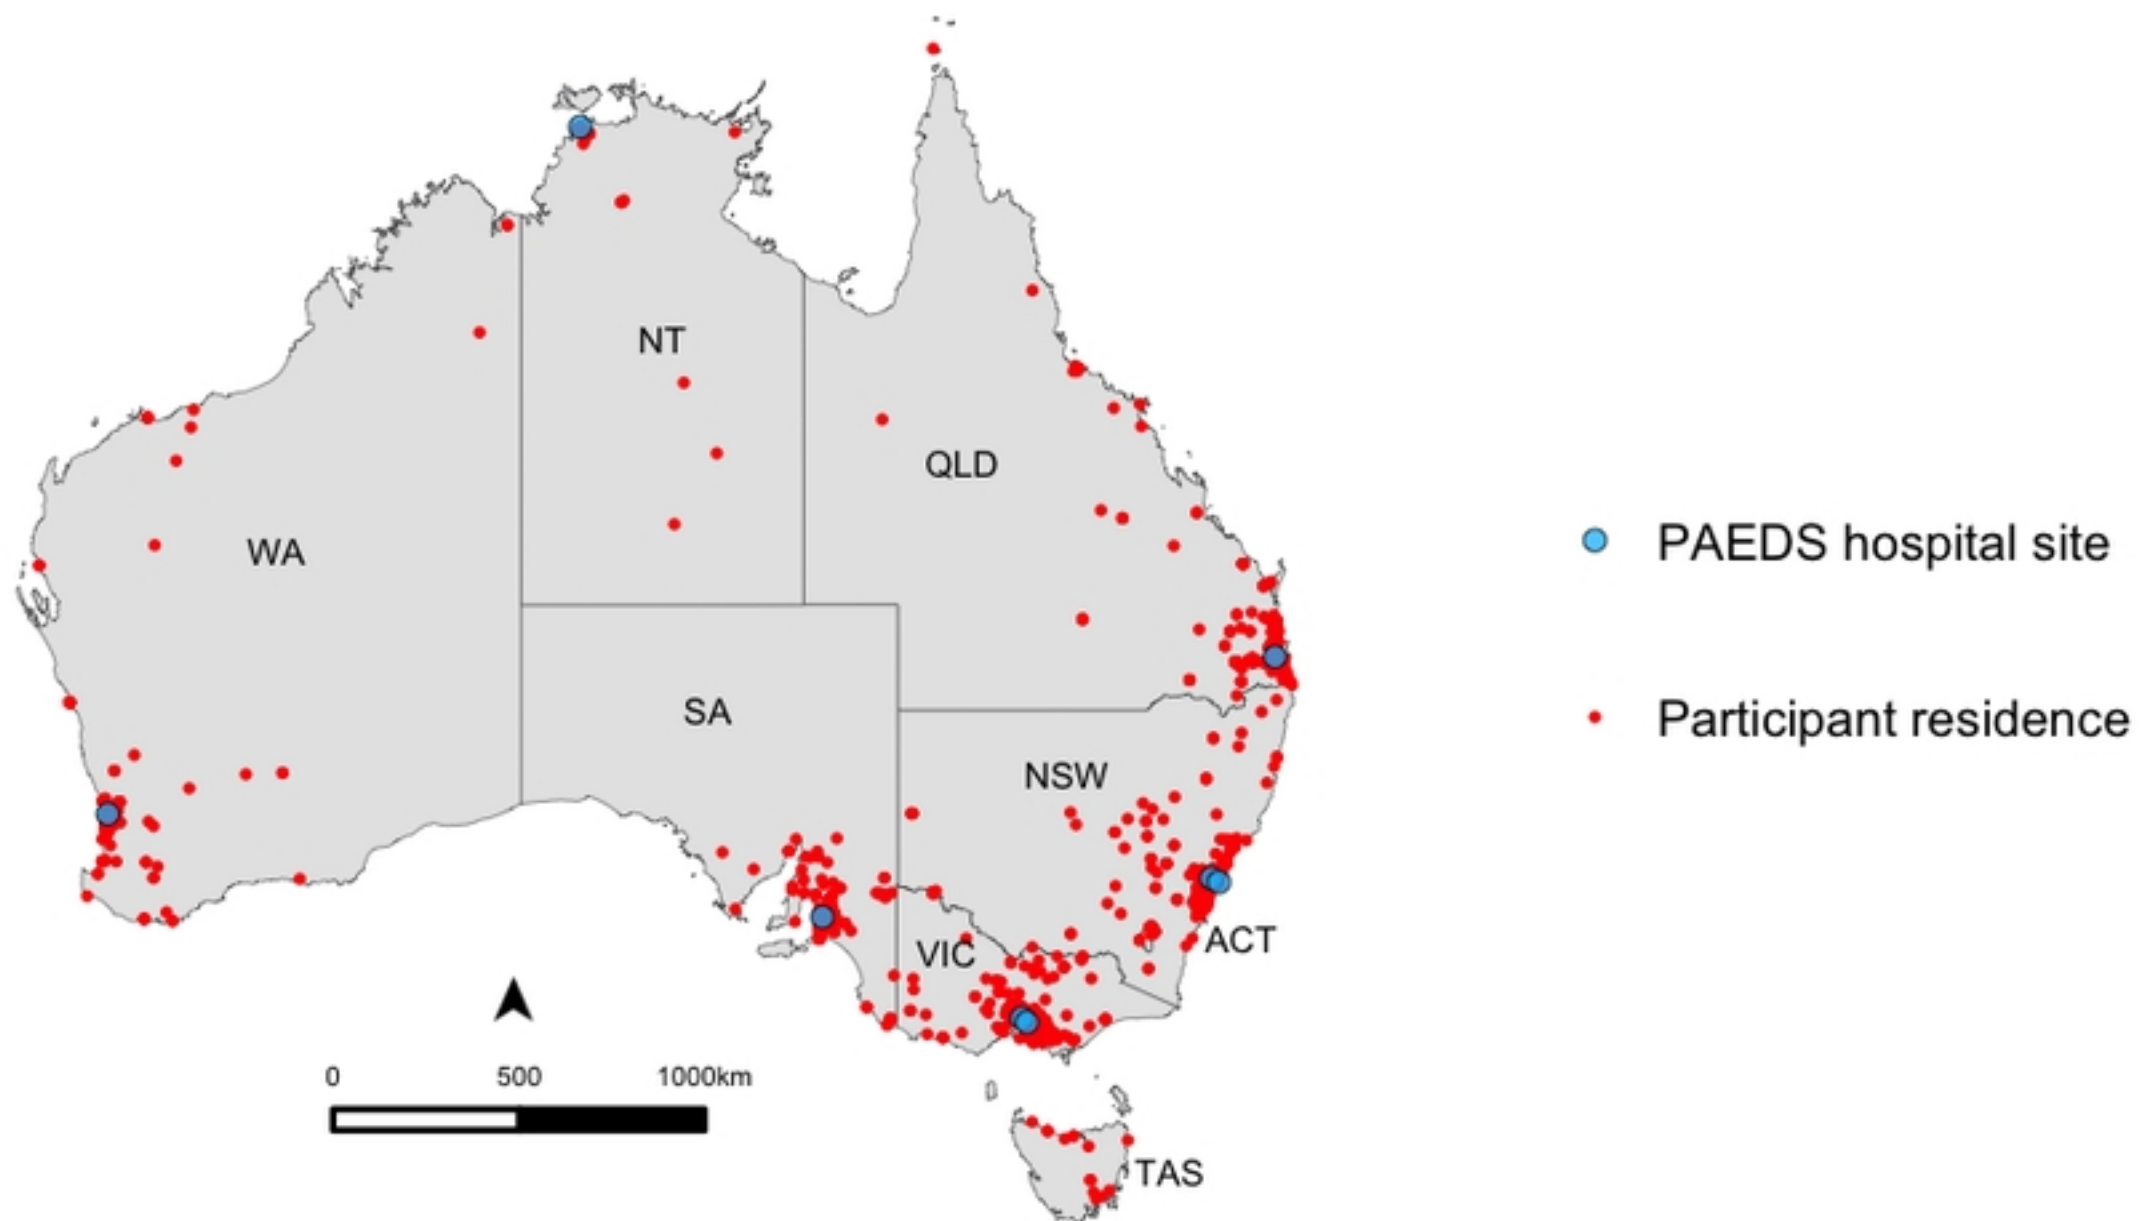 NT
QLD
WA
PAEDS hospital site
SA
Participant residence
NSW
ACT
VIC
0 500 1000km
TAS